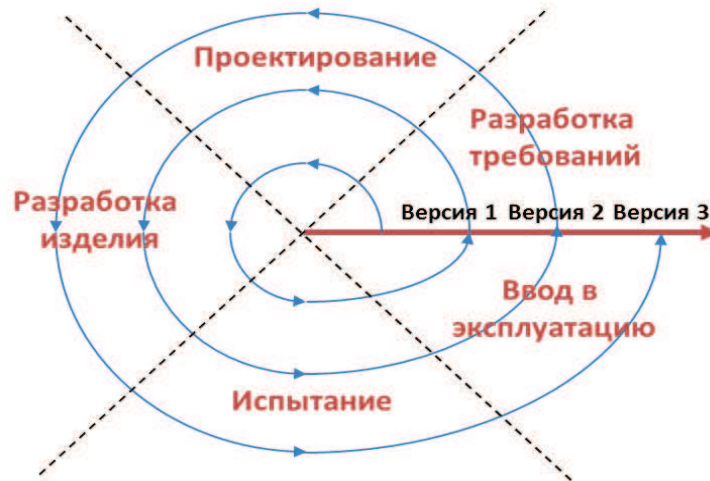 Проектирование
Разработка
требований
Разработка
изделия
Версия 1 Версия 2 Версия 3
Ввод в
эксплуатацию
Испытание